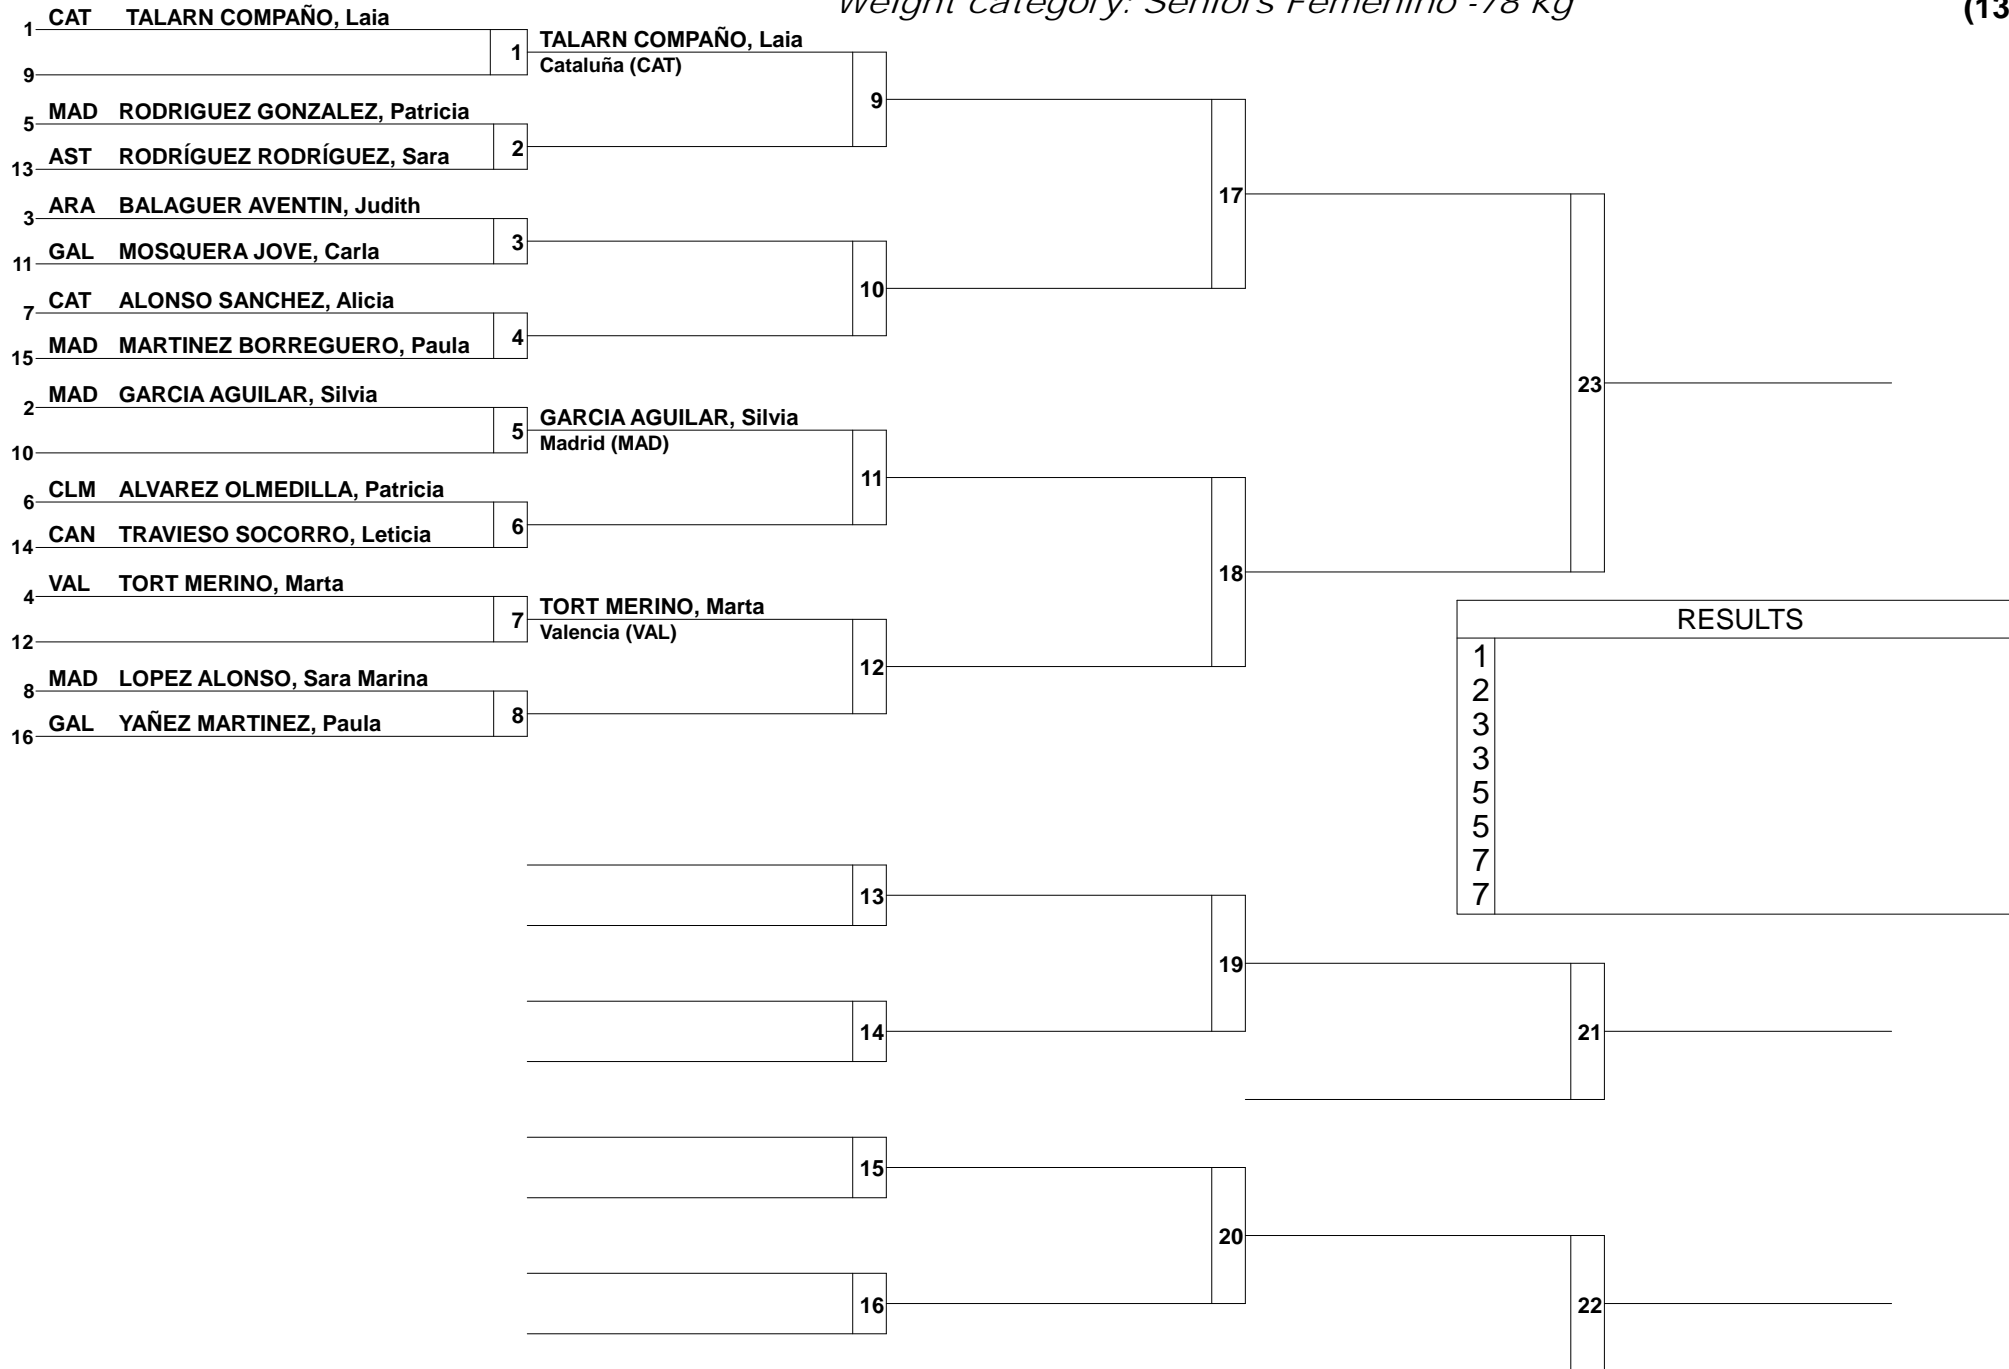 Weight category: Seniors Femenino -78 kg
(13
1 CAT TALARN COMPAÑO, Laia
9
1
TALARN COMPAÑO, Laia
Cataluña (CAT)
5 MAD RODRIGUEZ GONZALEZ, Patricia
13 AST RODRÍGUEZ RODRÍGUEZ, Sara
2
9
3 ARA BALAGUER AVENTIN, Judith
11 GAL MOSQUERA JOVE, Carla
3
7 CAT ALONSO SANCHEZ, Alicia
15 MAD MARTINEZ BORREGUERO, Paula
4
10
17
2 MAD GARCIA AGUILAR, Silvia
10
5
GARCIA AGUILAR, Silvia
Madrid (MAD)
6 CLM ALVAREZ OLMEDILLA, Patricia
14 CAN TRAVIESO SOCORRO, Leticia
6
11
4 VAL TORT MERINO, Marta
12
7
TORT MERINO, Marta
Valencia (VAL)
8 MAD LOPEZ ALONSO, Sara Marina
16 GAL YAÑEZ MARTINEZ, Paula
8
12
18
23
RESULTS
1
2
3
3
5
5
7
7
13
14
19
21
15
16
20
22